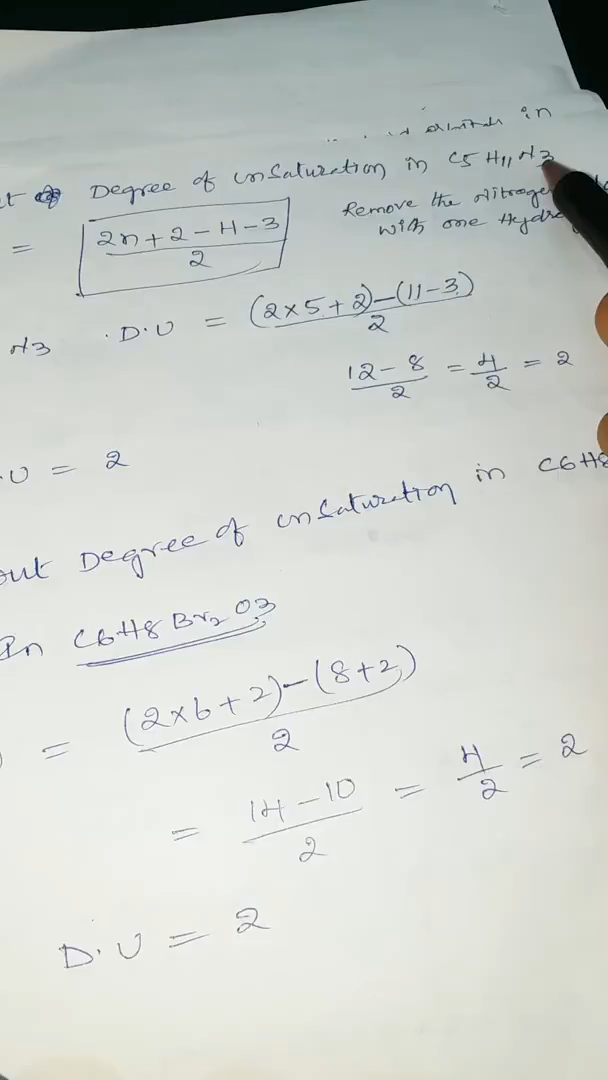 in
Degree of unsaturation in C5 H11 N3
Remove the Nitrogen
with one Hydro
= (2n+2-H-3)/2
N3 D.U = ((2×5+2)-(11-3))/2
(12-8)/2 = 4/2 = 2
.U = 2
out Degree of unsaturation in C6H8
In C6H8 Br2 O3
= ((2×6+2)-(8+2))/2
= (14-10)/2 = 4/2 = 2
D.U = 2